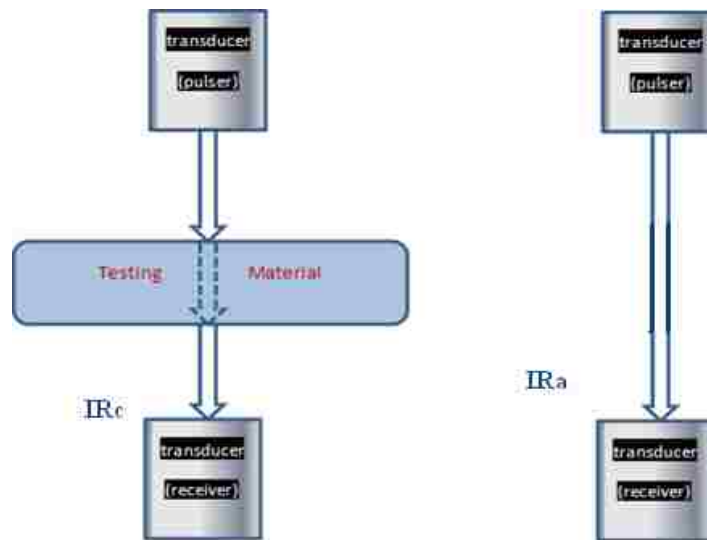 transducer
(pulser)
transducer
(pulser)
Testing Material
IRc
IRa
transducer
(receiver)
transducer
(receiver)